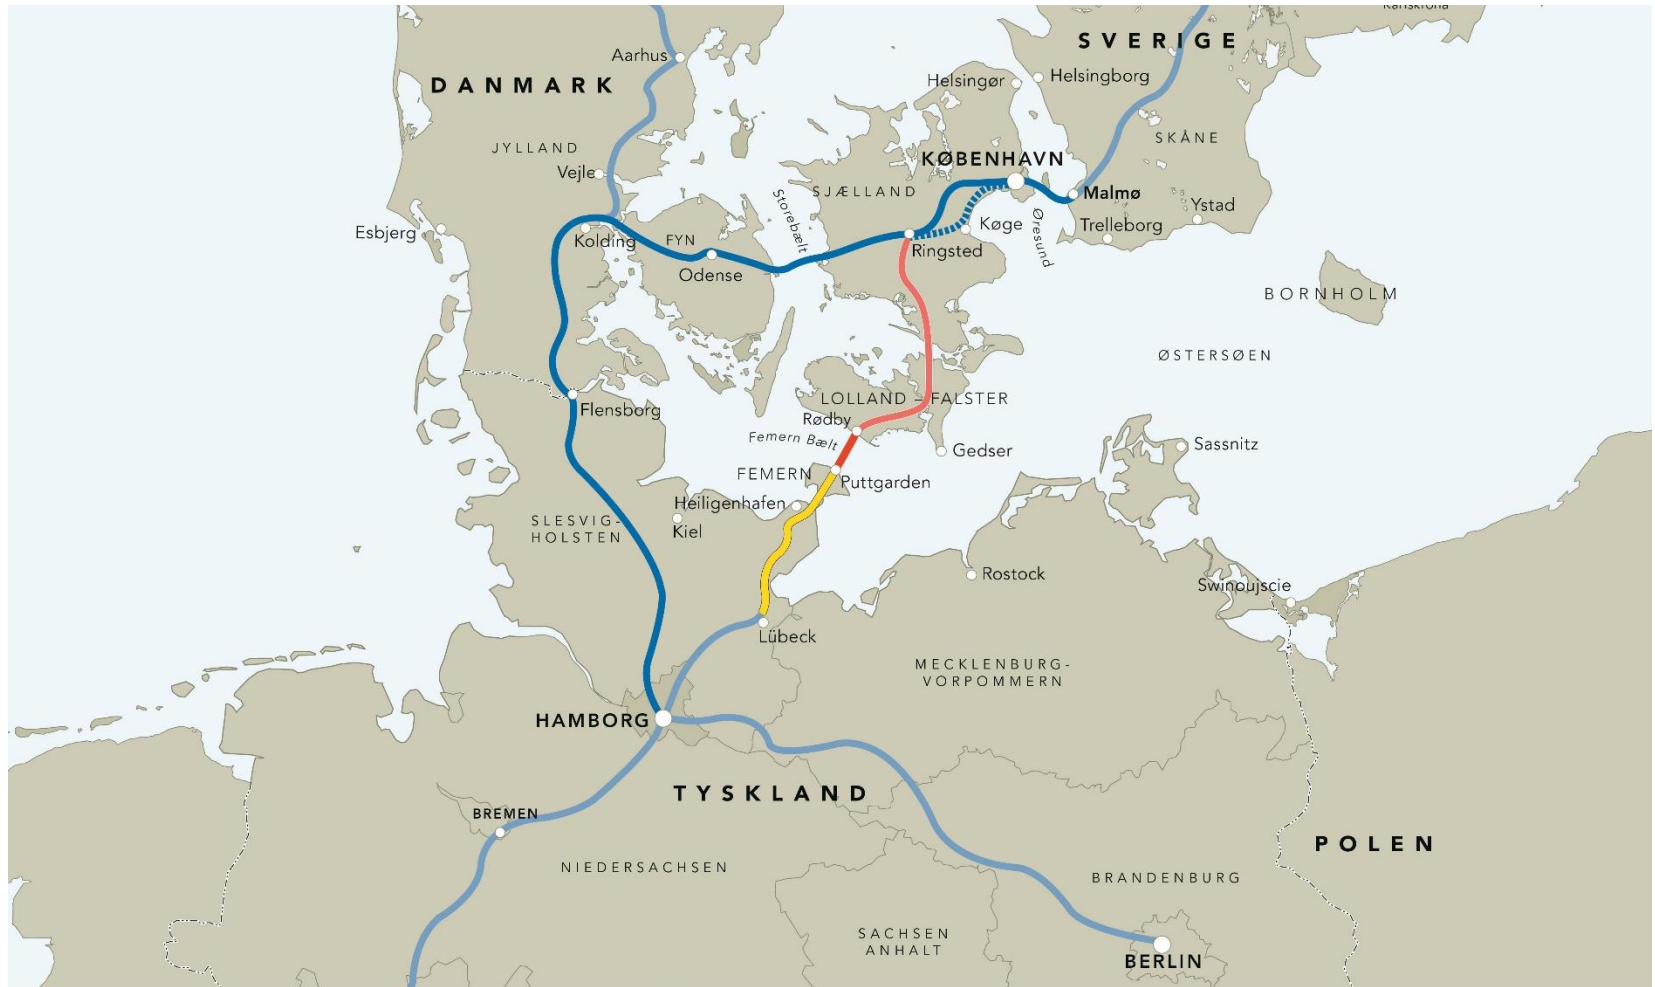 Karlskrona
SVERIGE
Aarhus
DANMARK
Helsingør
Helsingborg
JYLLAND
SKÅNE
KØBENHAVN
Vejle
SJÆLLAND
Malmø
Storebælt
Ystad
Esbjerg
Kolding
FYN
Køge
Øresund
Trelleborg
Ringsted
Odense
BORNHOLM
ØSTERSØEN
LOLLAND – FALSTER
Flensborg
Rødby
Femern Bælt
Gedser
Sassnitz
FEMERN
Puttgarden
Heiligenhafen
SLESVIG-
HOLSTEN
Kiel
Rostock
Swinoujscie
Lübeck
MECKLENBURG-
VORPOMMERN
HAMBORG
TYSKLAND
BREMEN
POLEN
NIEDERSACHSEN
BRANDENBURG
SACHSEN
ANHALT
BERLIN